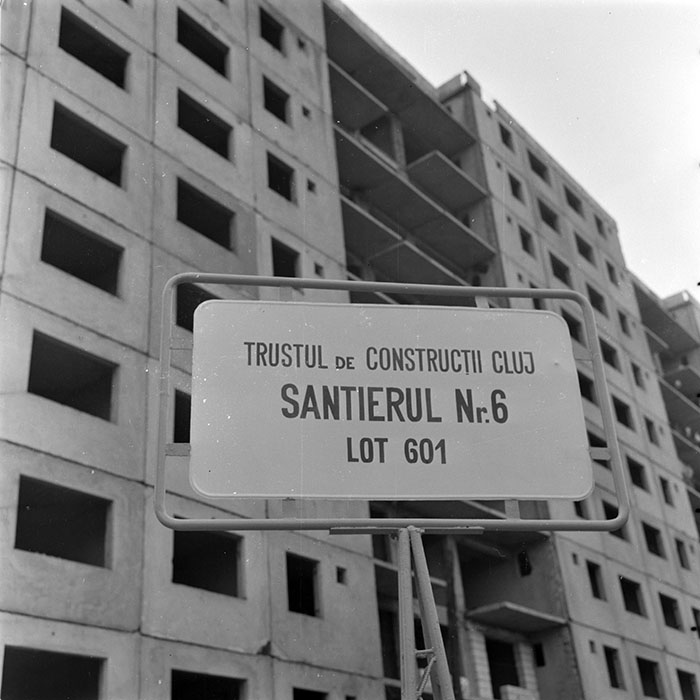 TRUSTUL DE CONSTRUCȚII CLUJ
SANTIERUL Nr.6
LOT 601